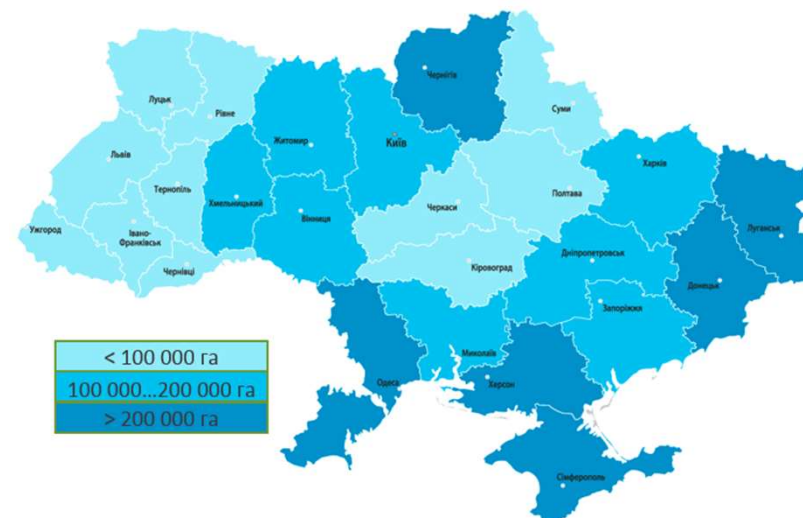 Чернігів
Луцьк
Рівне
Суми
Житомир
Київ
Львів
Харків
Тернопіль
Хмельницький
Полтава
Черкаси
Вінниця
Ужгород
Івано-
Франківськ
Луганськ
Чернівці
Кіровоград
Дніпропетровськ
Донецьк
Запоріжжя
< 100 000 га
100 000...200 000 га
> 200 000 га
Миколаїв
Одеса
Херсон
Сімферополь